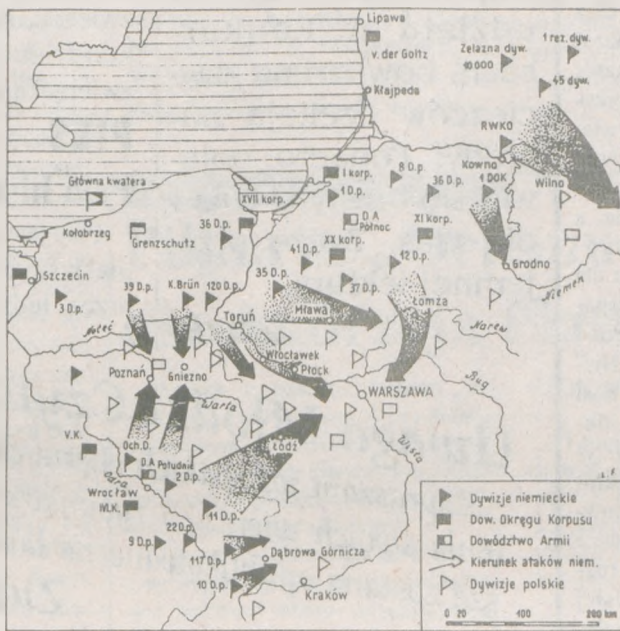 Lipawa
v. der Goltz
Żelazna dyw.
10.000
1 rez. dyw.
45 dyw.
Kłajpeda
RWKO
Kowno
1 DOK
Wilno
Główna kwatera
Kołobrzeg
Grenzschutz
XVII korp.
36 D.p.
I korp.
1 D.p.
8 D.p.
36 D.p.
D.A
Północ
XI korp.
XX korp.
41 D.p.
12 D.p.
Grodno
Niemen
Szczecin
3 D.p.
39 D.p.
K.Brün
120 D.p.
35 D.p.
37 D.p.
Łomża
Mława
Toruń
Noteć
Narew
Włocławek
Płock
Bug
Poznań
Gniezno
WARSZAWA
Warta
Wisła
V.K.
Och.D.
D.A
Południe
2 D.p.
Łódź
Odra
Wrocław
IV.K.
11 D.p.
9 D.p.
22 D.p.
117 D.p.
Dąbrowa Górnicza
10 D.p.
Kraków
Dywizje niemieckie
Dow. Okręgu Korpusu
Dowództwo Armii
Kierunek ataków niem.
Dywizje polskie
0 20 100 200 km